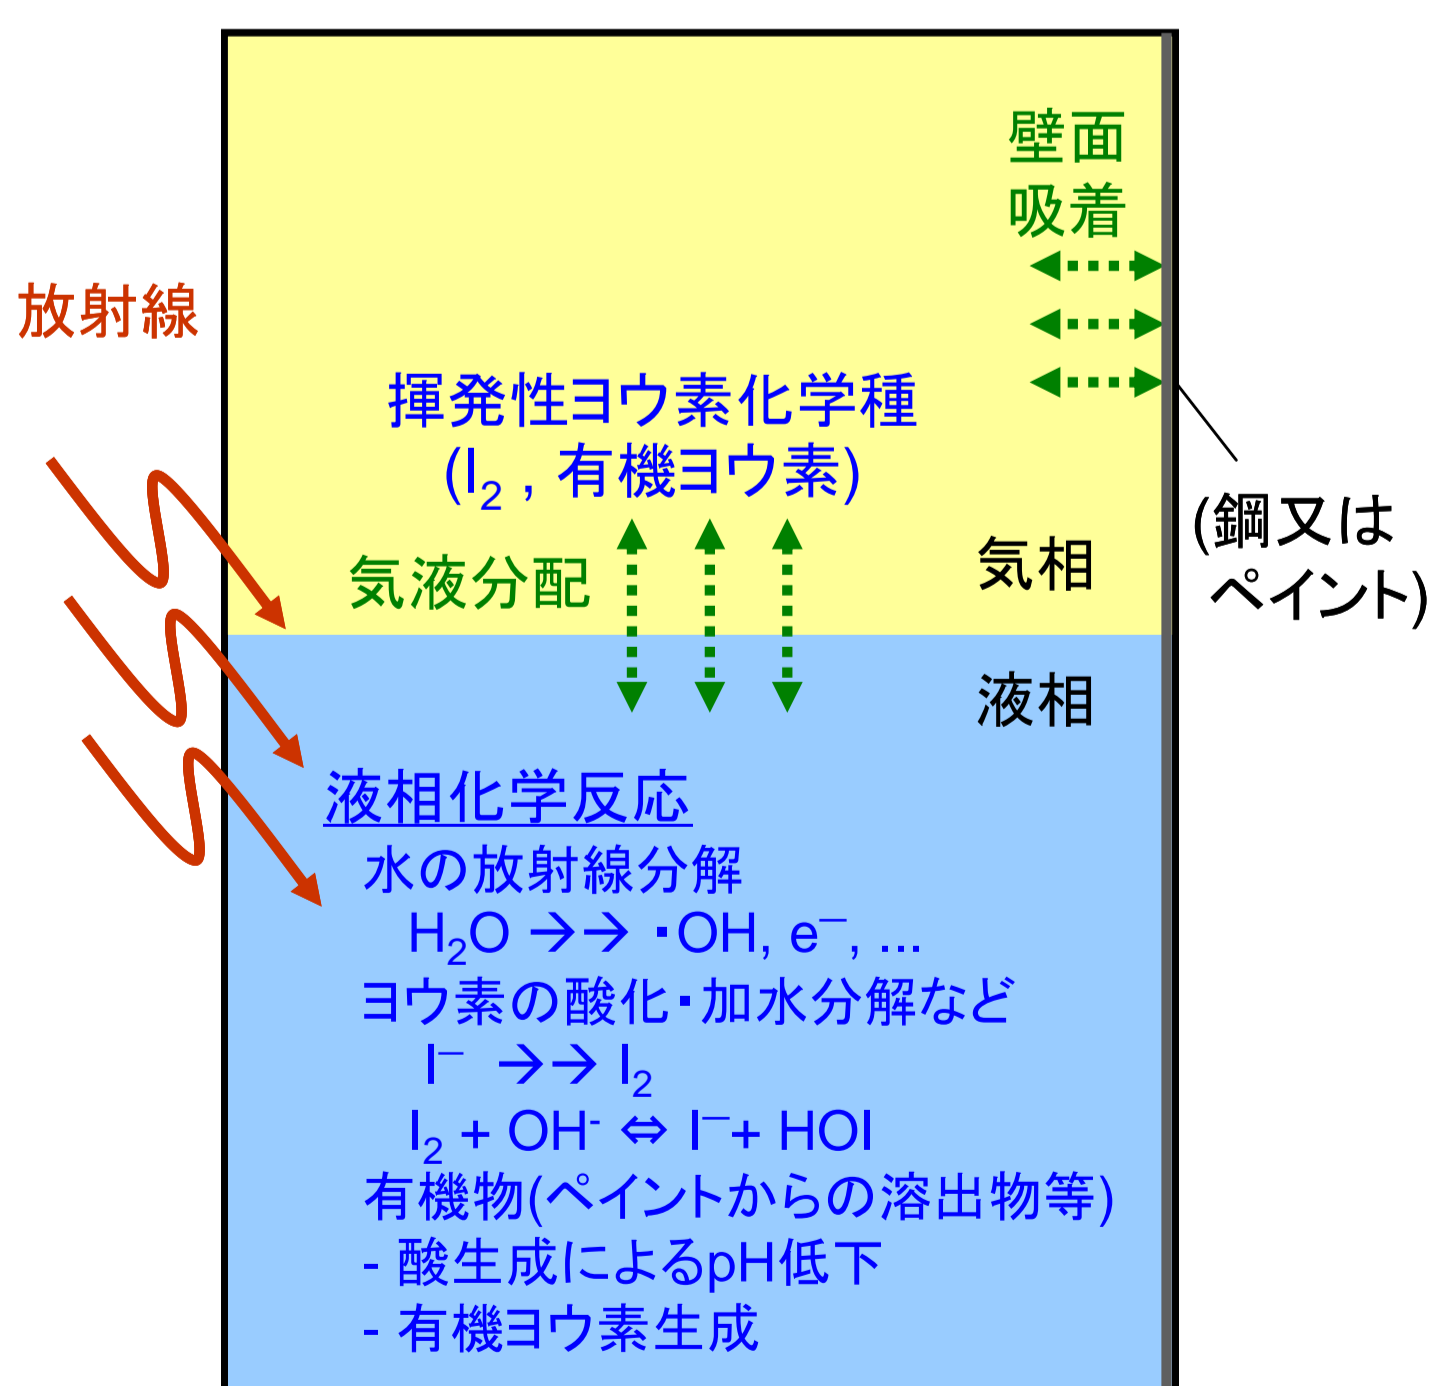 壁面
吸着
放射線
揮発性ヨウ素化学種
(I₂ , 有機ヨウ素)
(鋼又は
ペイント)
気液分配
気相
液相
液相化学反応
水の放射線分解
H₂O →→ ・OH, e⁻, ...
ヨウ素の酸化・加水分解など
I⁻ →→ I₂
I₂ + OH⁻ ⇔ I⁻+ HOI
有機物(ペイントからの溶出物等)
- 酸生成によるpH低下
- 有機ヨウ素生成